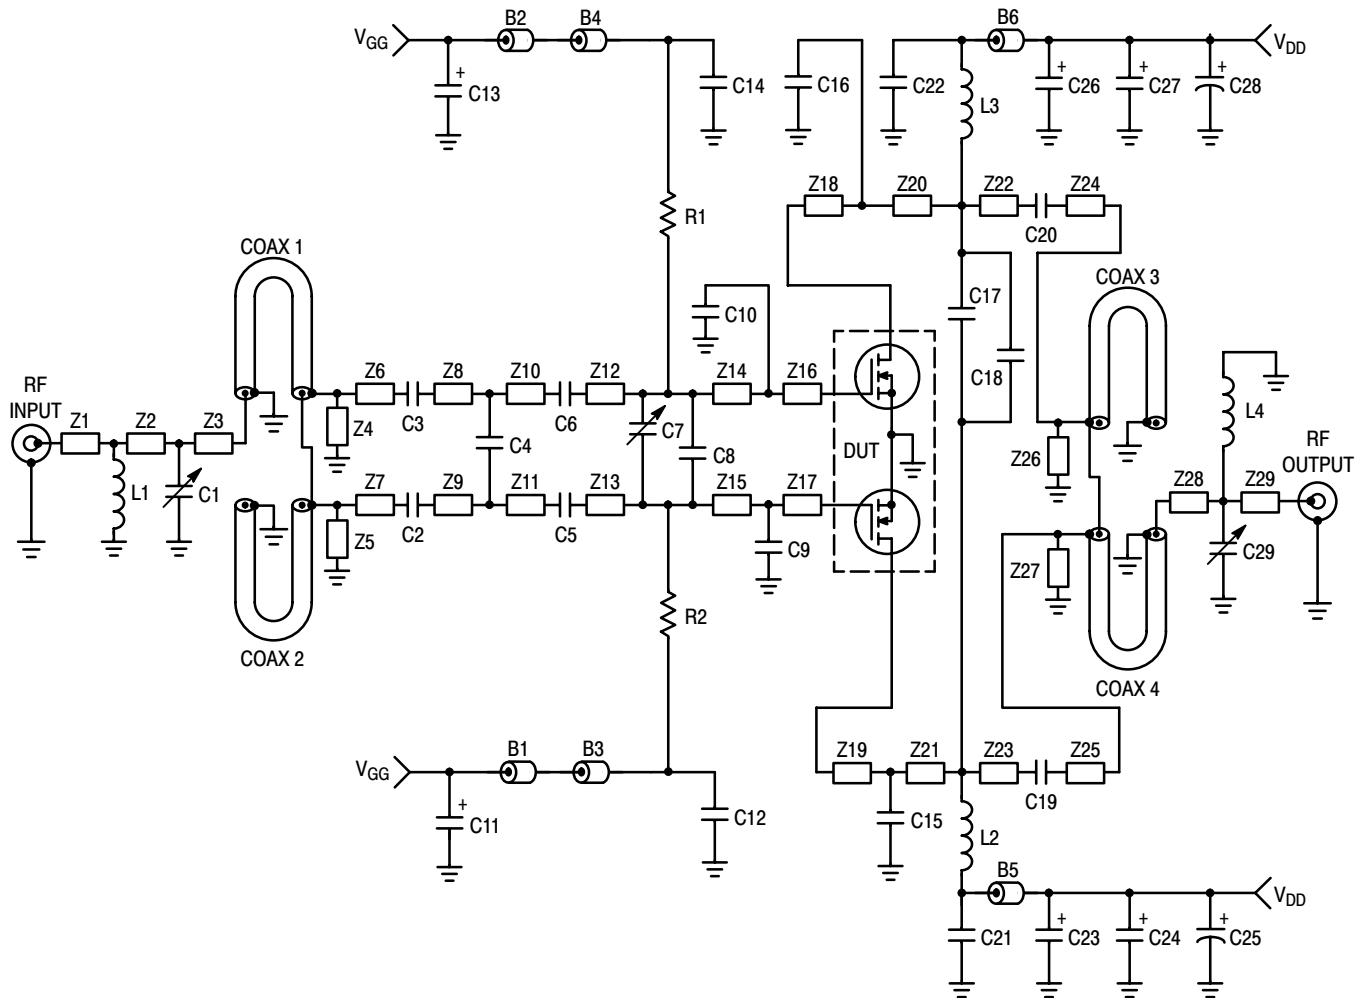 B2 B4 B6
V_GG V_DD
C13 C14 C16 C22 L3 C26 C27 C28
+ + + +
Z18 Z20 Z22 Z24
R1 C20
COAX 1 COAX 3
C10 C17
C18
RF
INPUT
Z1 Z2 Z3
Z6 Z8 Z10 Z12 Z14 Z16
C3 C6
Z4 C4 C7 C8 DUT
L1 C1
Z7 Z9 Z11 Z13 Z15 Z17
Z5 C2 C5 C9
L4
RF
OUTPUT
Z26 Z28 Z29
Z27 C29
R2
COAX 2 COAX 4
B1 B3
V_GG
Z19 Z21 Z23 Z25
C19
+
C11 C12 C15 L2
B5
V_DD
+ + +
C21 C23 C24 C25